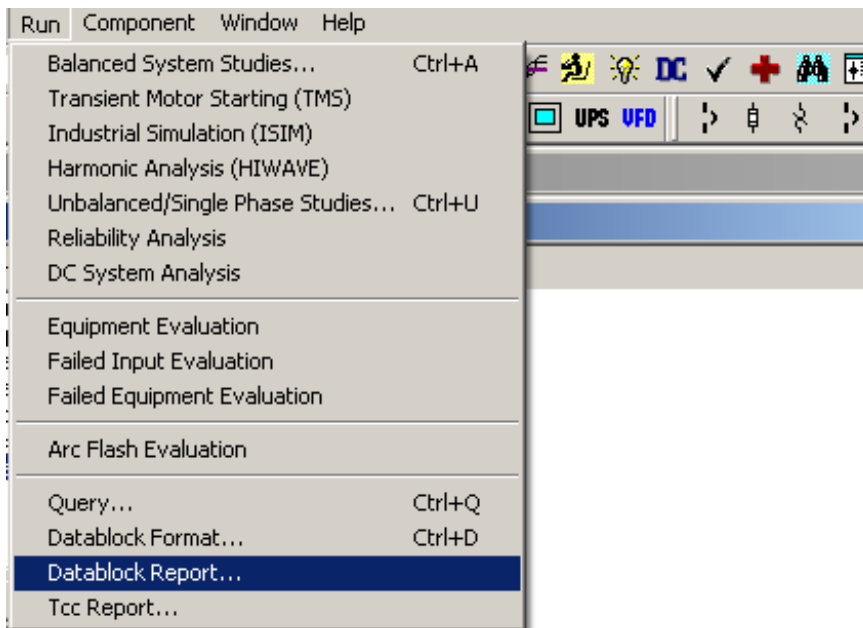 Run Component Window Help
Balanced System Studies... Ctrl+A
Transient Motor Starting (TMS)
Industrial Simulation (ISIM)
Harmonic Analysis (HIWAVE)
Unbalanced/Single Phase Studies... Ctrl+U
Reliability Analysis
DC System Analysis
Equipment Evaluation
Failed Input Evaluation
Failed Equipment Evaluation
Arc Flash Evaluation
Query... Ctrl+Q
Datablock Format... Ctrl+D
Datablock Report...
Tcc Report...
DC
UPS VFD